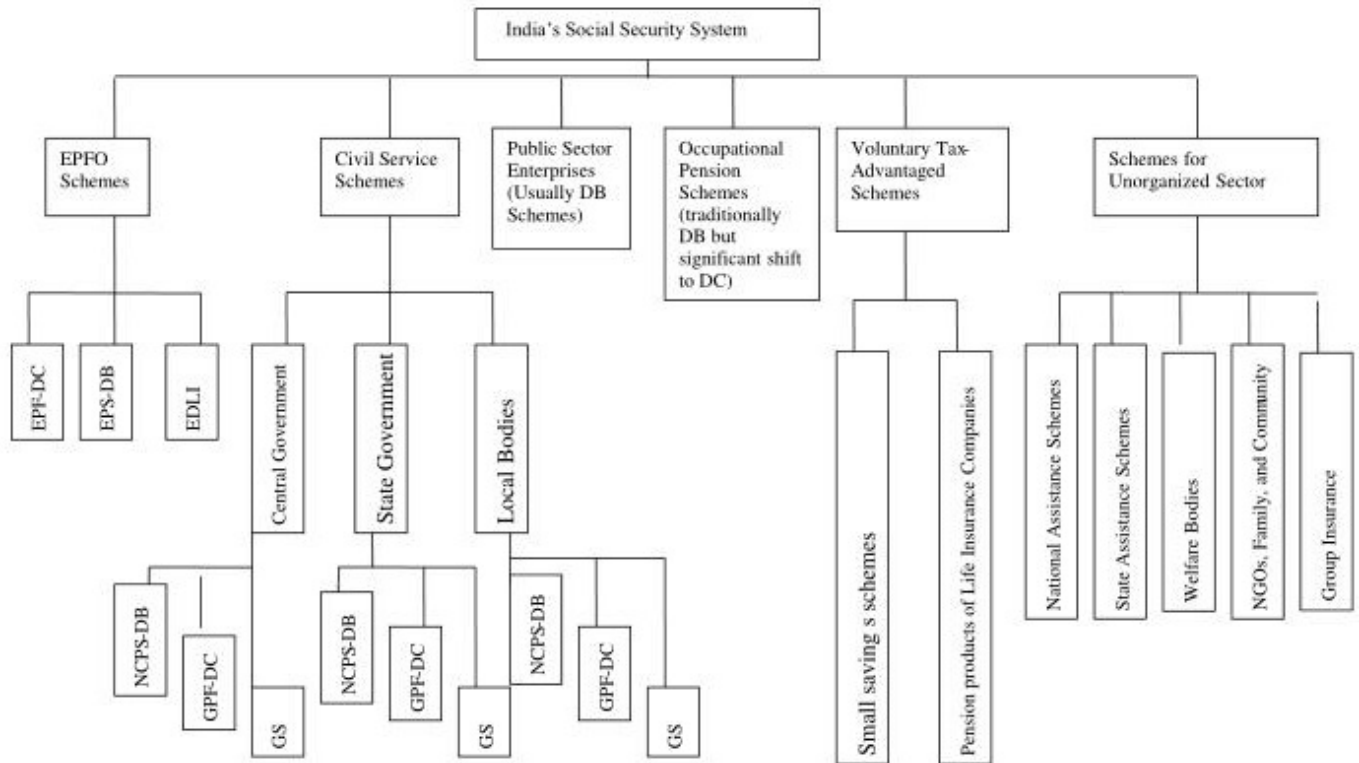 India's Social Security System
EPFO
Schemes
Civil Service
Schemes
Public Sector
Enterprises
(Usually DB
Schemes)
Occupational
Pension
Schemes
(traditionally
DB but
significant shift
to DC)
Voluntary Tax-
Advantaged
Schemes
Schemes for
Unorganized Sector
EPF-DC
EPS-DB
EDLI
Central Government
State Government
Local Bodies
Small saving s schemes
Pension products of Life Insurance Companies
National Assistance Schemes
State Assistance Schemes
Welfare Bodies
NGOs, Family, and Community
Group Insurance
NCPS-DB
GPF-DC
GS
NCPS-DB
GPF-DC
GS
NCPS-DB
GPF-DC
GS